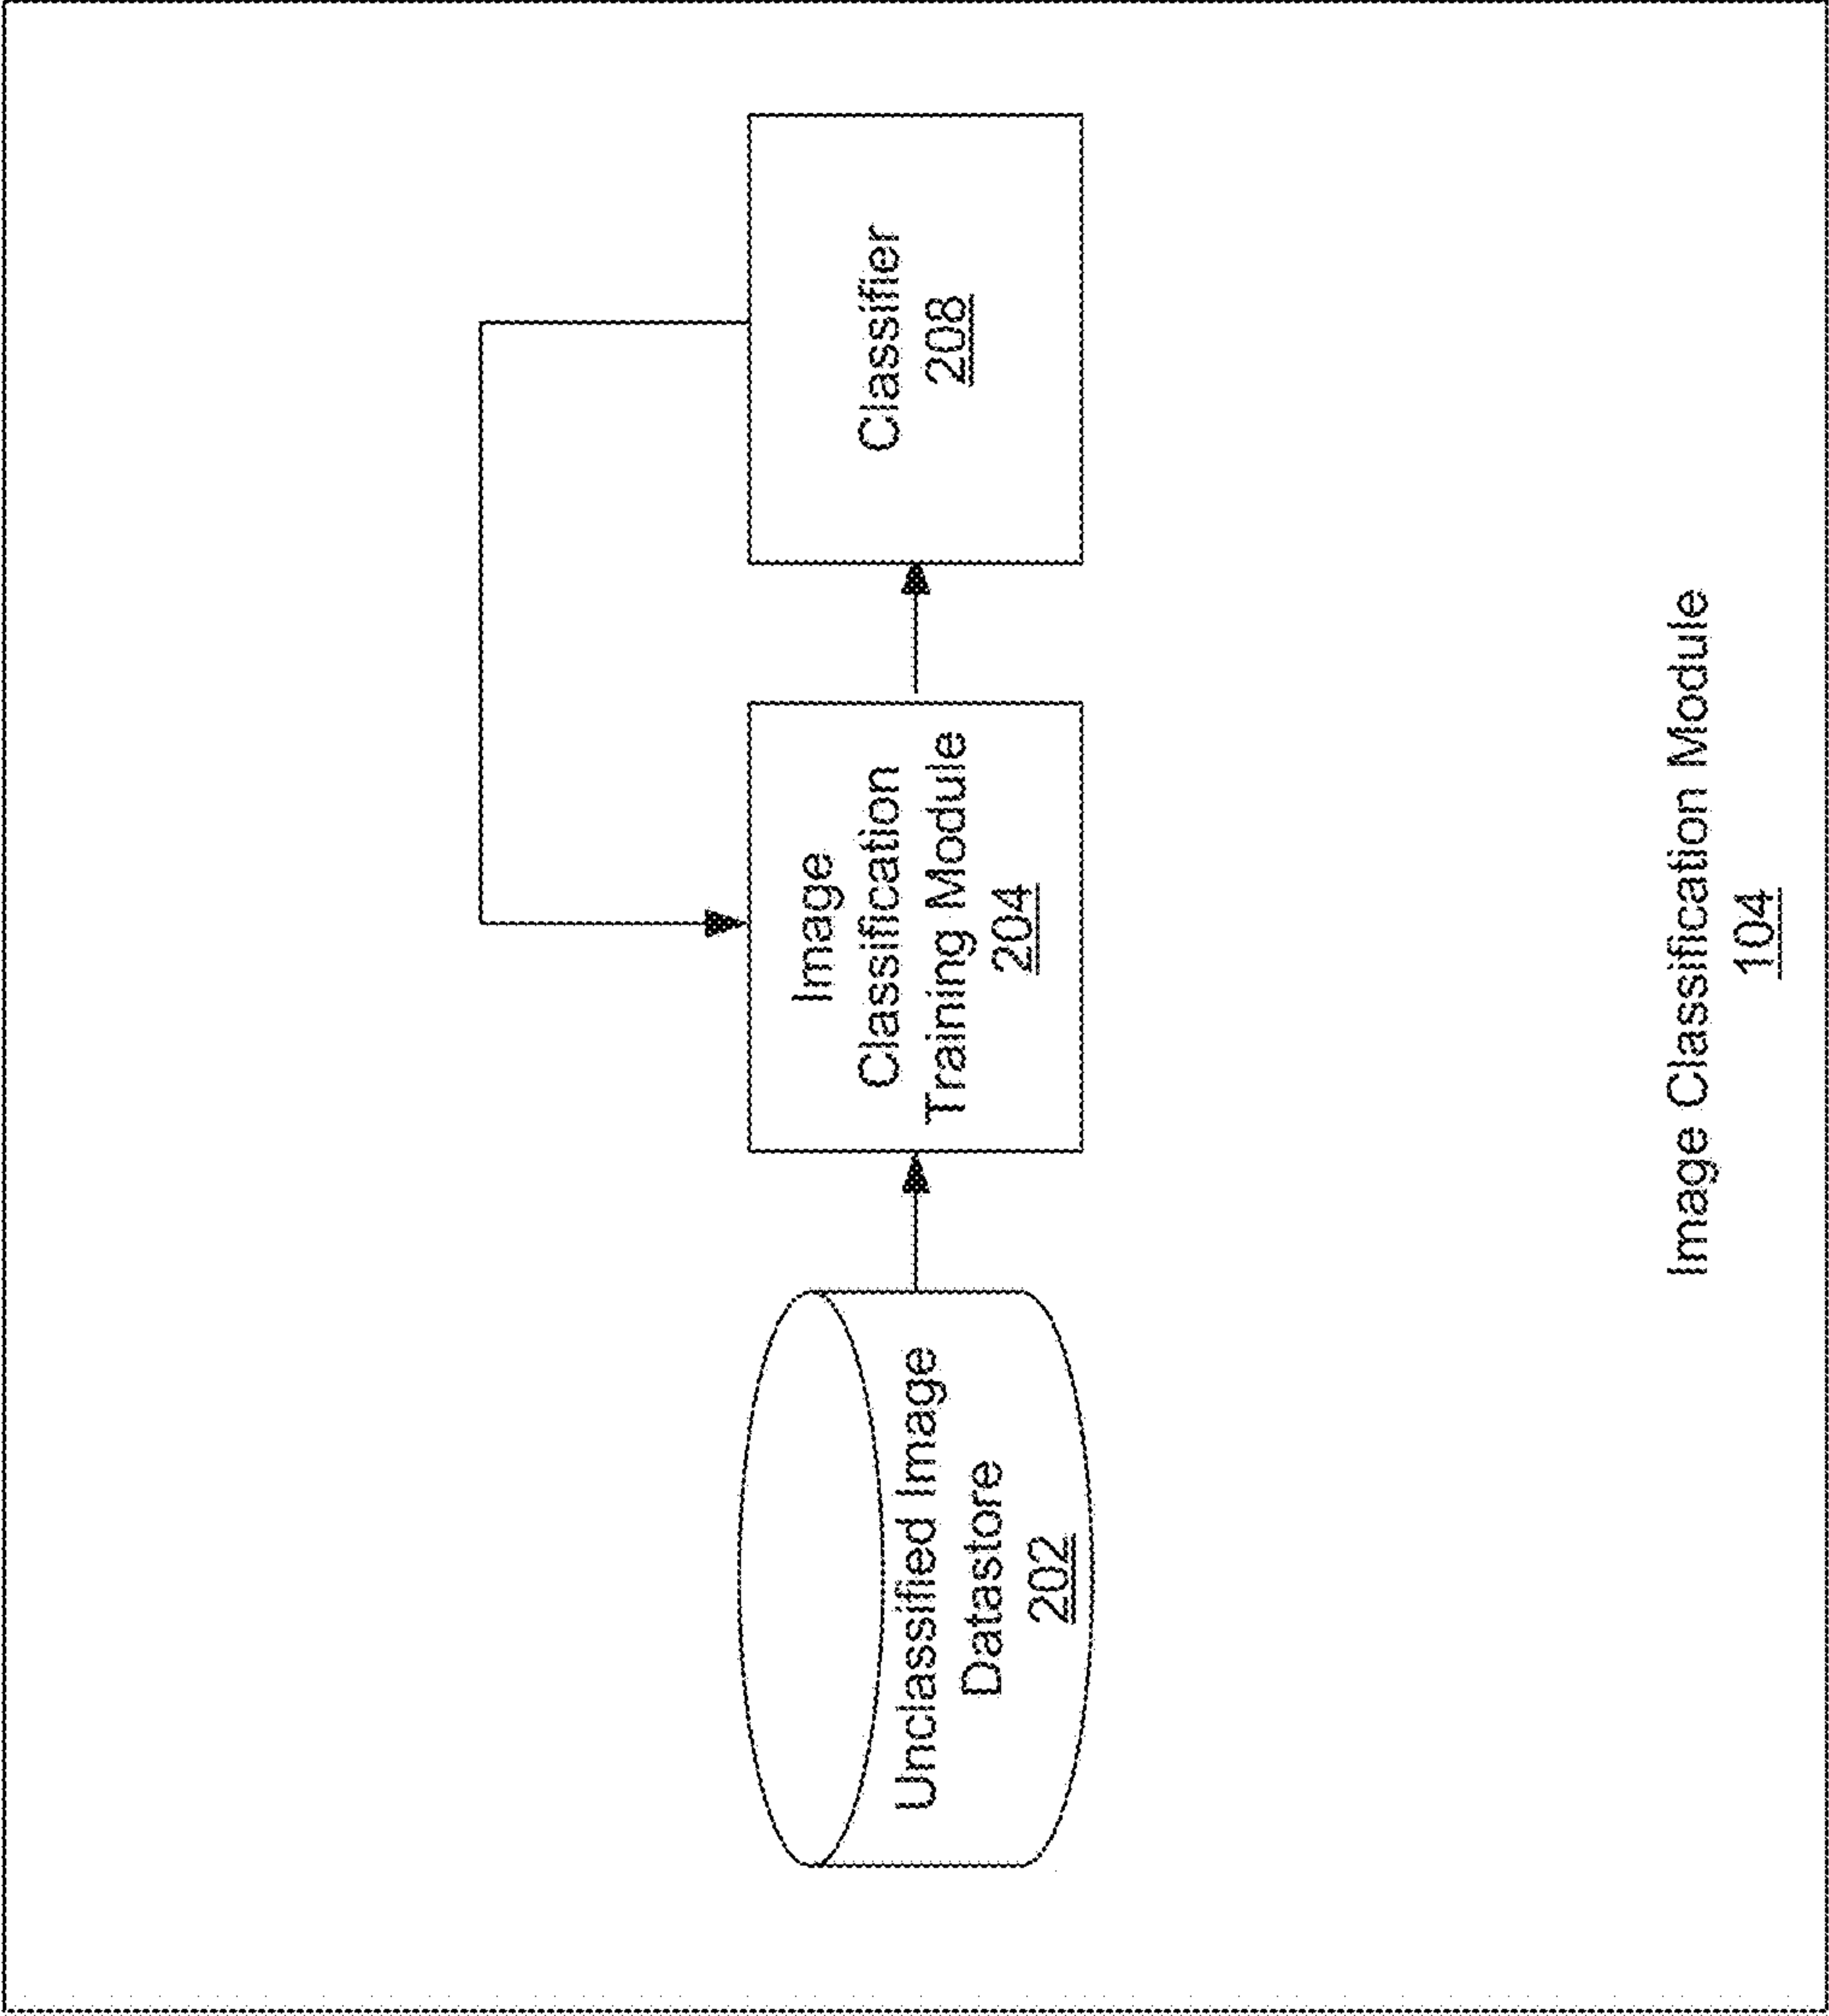 Unclassified Image
Datastore
202
Image
Classification
Training Module
204
Classifier
208
Image Classification Module
104